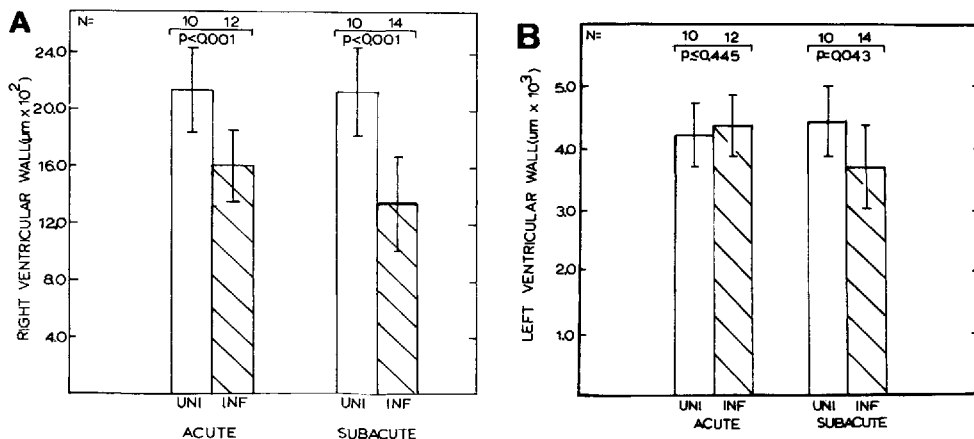 A
N=
10 12
P<0.001
10 14
P<0.001
24.0
20.0
16.0
12.0
8.0
4.0
RIGHT VENTRICULAR WALL(µm x 10²)
UNI INF
UNI INF
ACUTE
SUBACUTE
B
N=
10 12
P≤0.445
10 14
P=0.043
5.0
4.0
3.0
2.0
1.0
LEFT VENTRICULAR WALL(um x 10³)
UNI INF
UNI INF
ACUTE
SUBACUTE